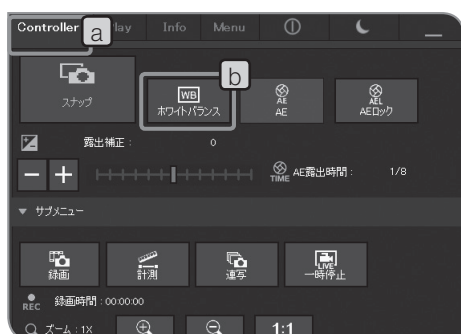 Controller Play Info Menu
a
b
スナップ
WB
ホワイトバランス
AE
AE
AEL
AEロック
露出補正: 0
- +
TIME AE露出時間: 1/8
▼ サブメニュー
録画
計測
連写
LIVE
一時停止
REC 録画時間:00:00:00
ズーム:1X 1:1